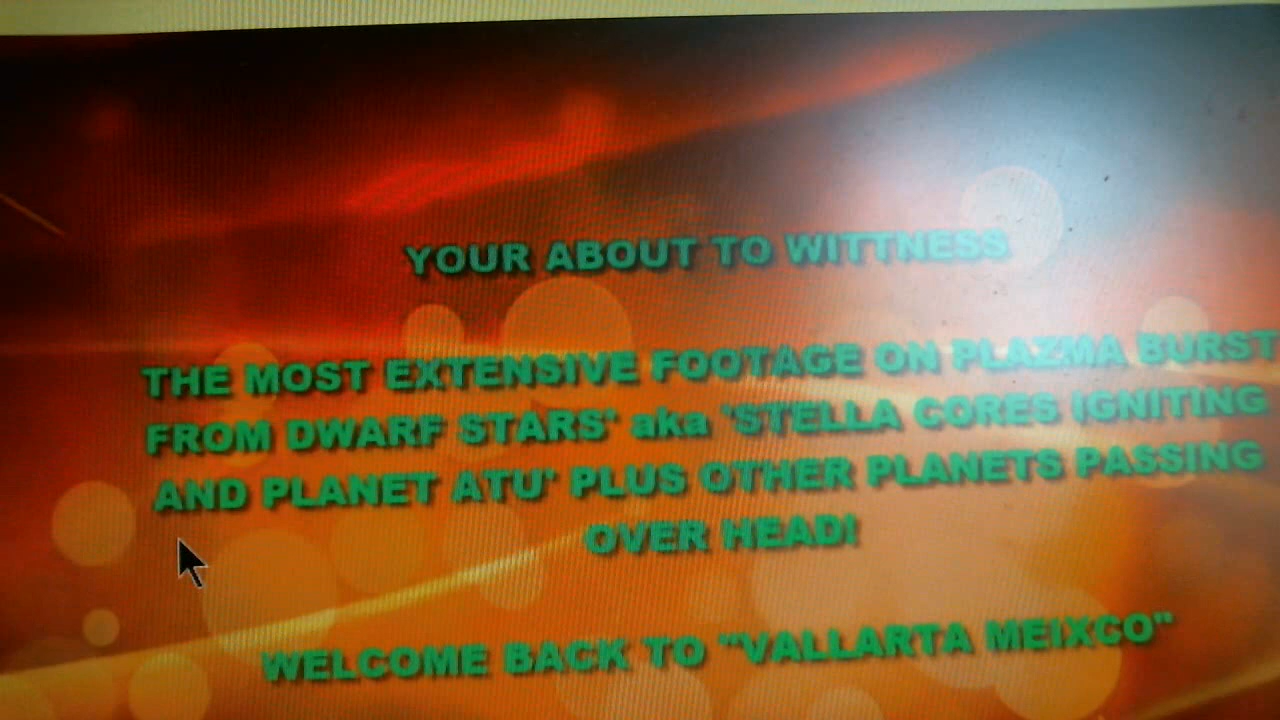 YOUR ABOUT TO WITTNESS
THE MOST EXTENSIVE FOOTAGE ON PLAZMA BURST
FROM DWARF STARS' aka 'STELLA CORES IGNITING
AND PLANET ATU' PLUS OTHER PLANETS PASSING
OVER HEAD!
WELCOME BACK TO "VALLARTA MEIXCO"